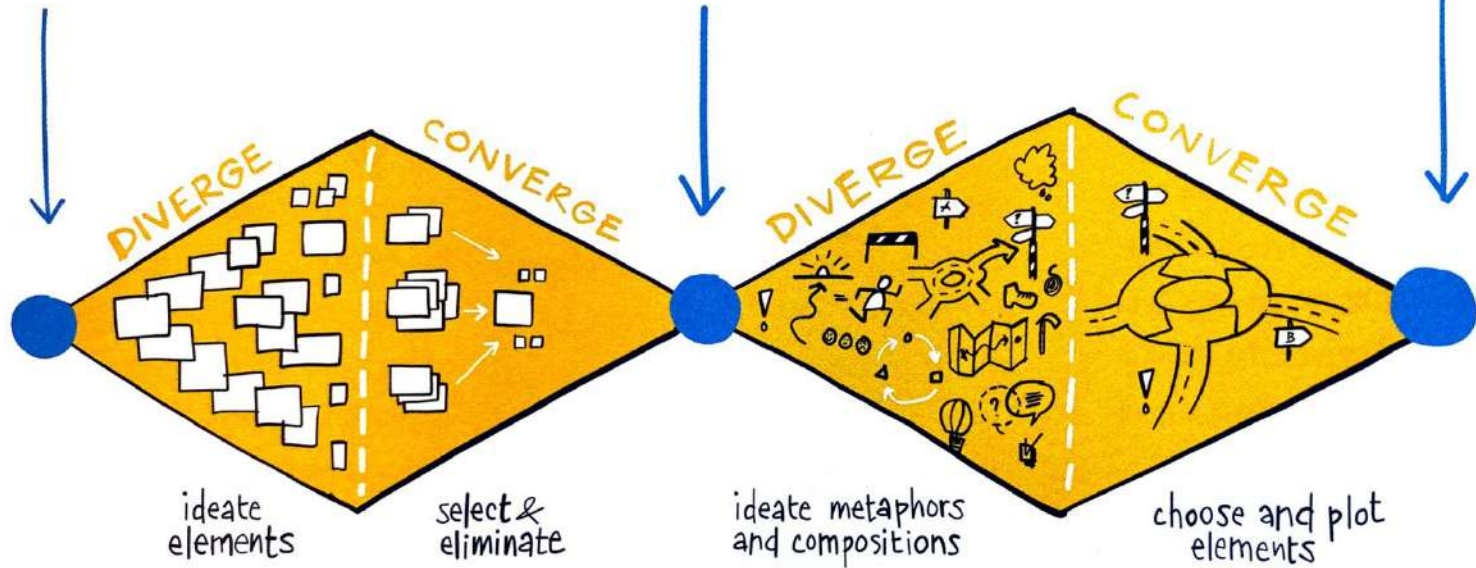 DIVERGE
CONVERGE
DIVERGE
CONVERGE
X
?
?
B
ideate
elements
select &
eliminate
ideate metaphors
and compositions
choose and plot
elements